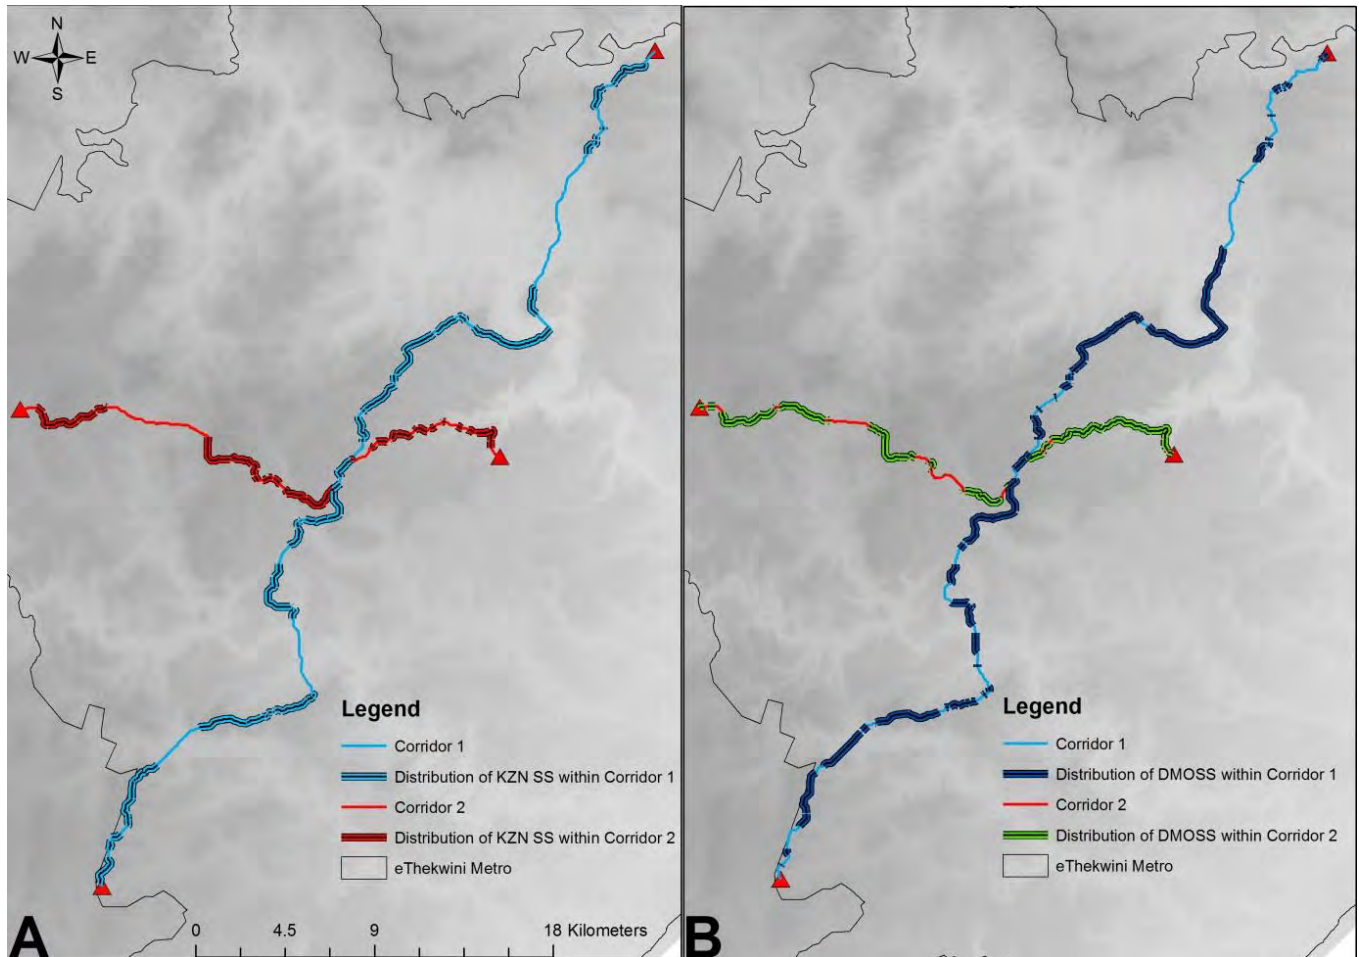 N
W E
S
Legend
Corridor 1
Distribution of KZN SS within Corridor 1
Corridor 2
Distribution of KZN SS within Corridor 2
eThekwini Metro
0 4.5 9 18 Kilometers
A
Legend
Corridor 1
Distribution of DMOSS within Corridor 1
Corridor 2
Distribution of DMOSS within Corridor 2
eThekwini Metro
B